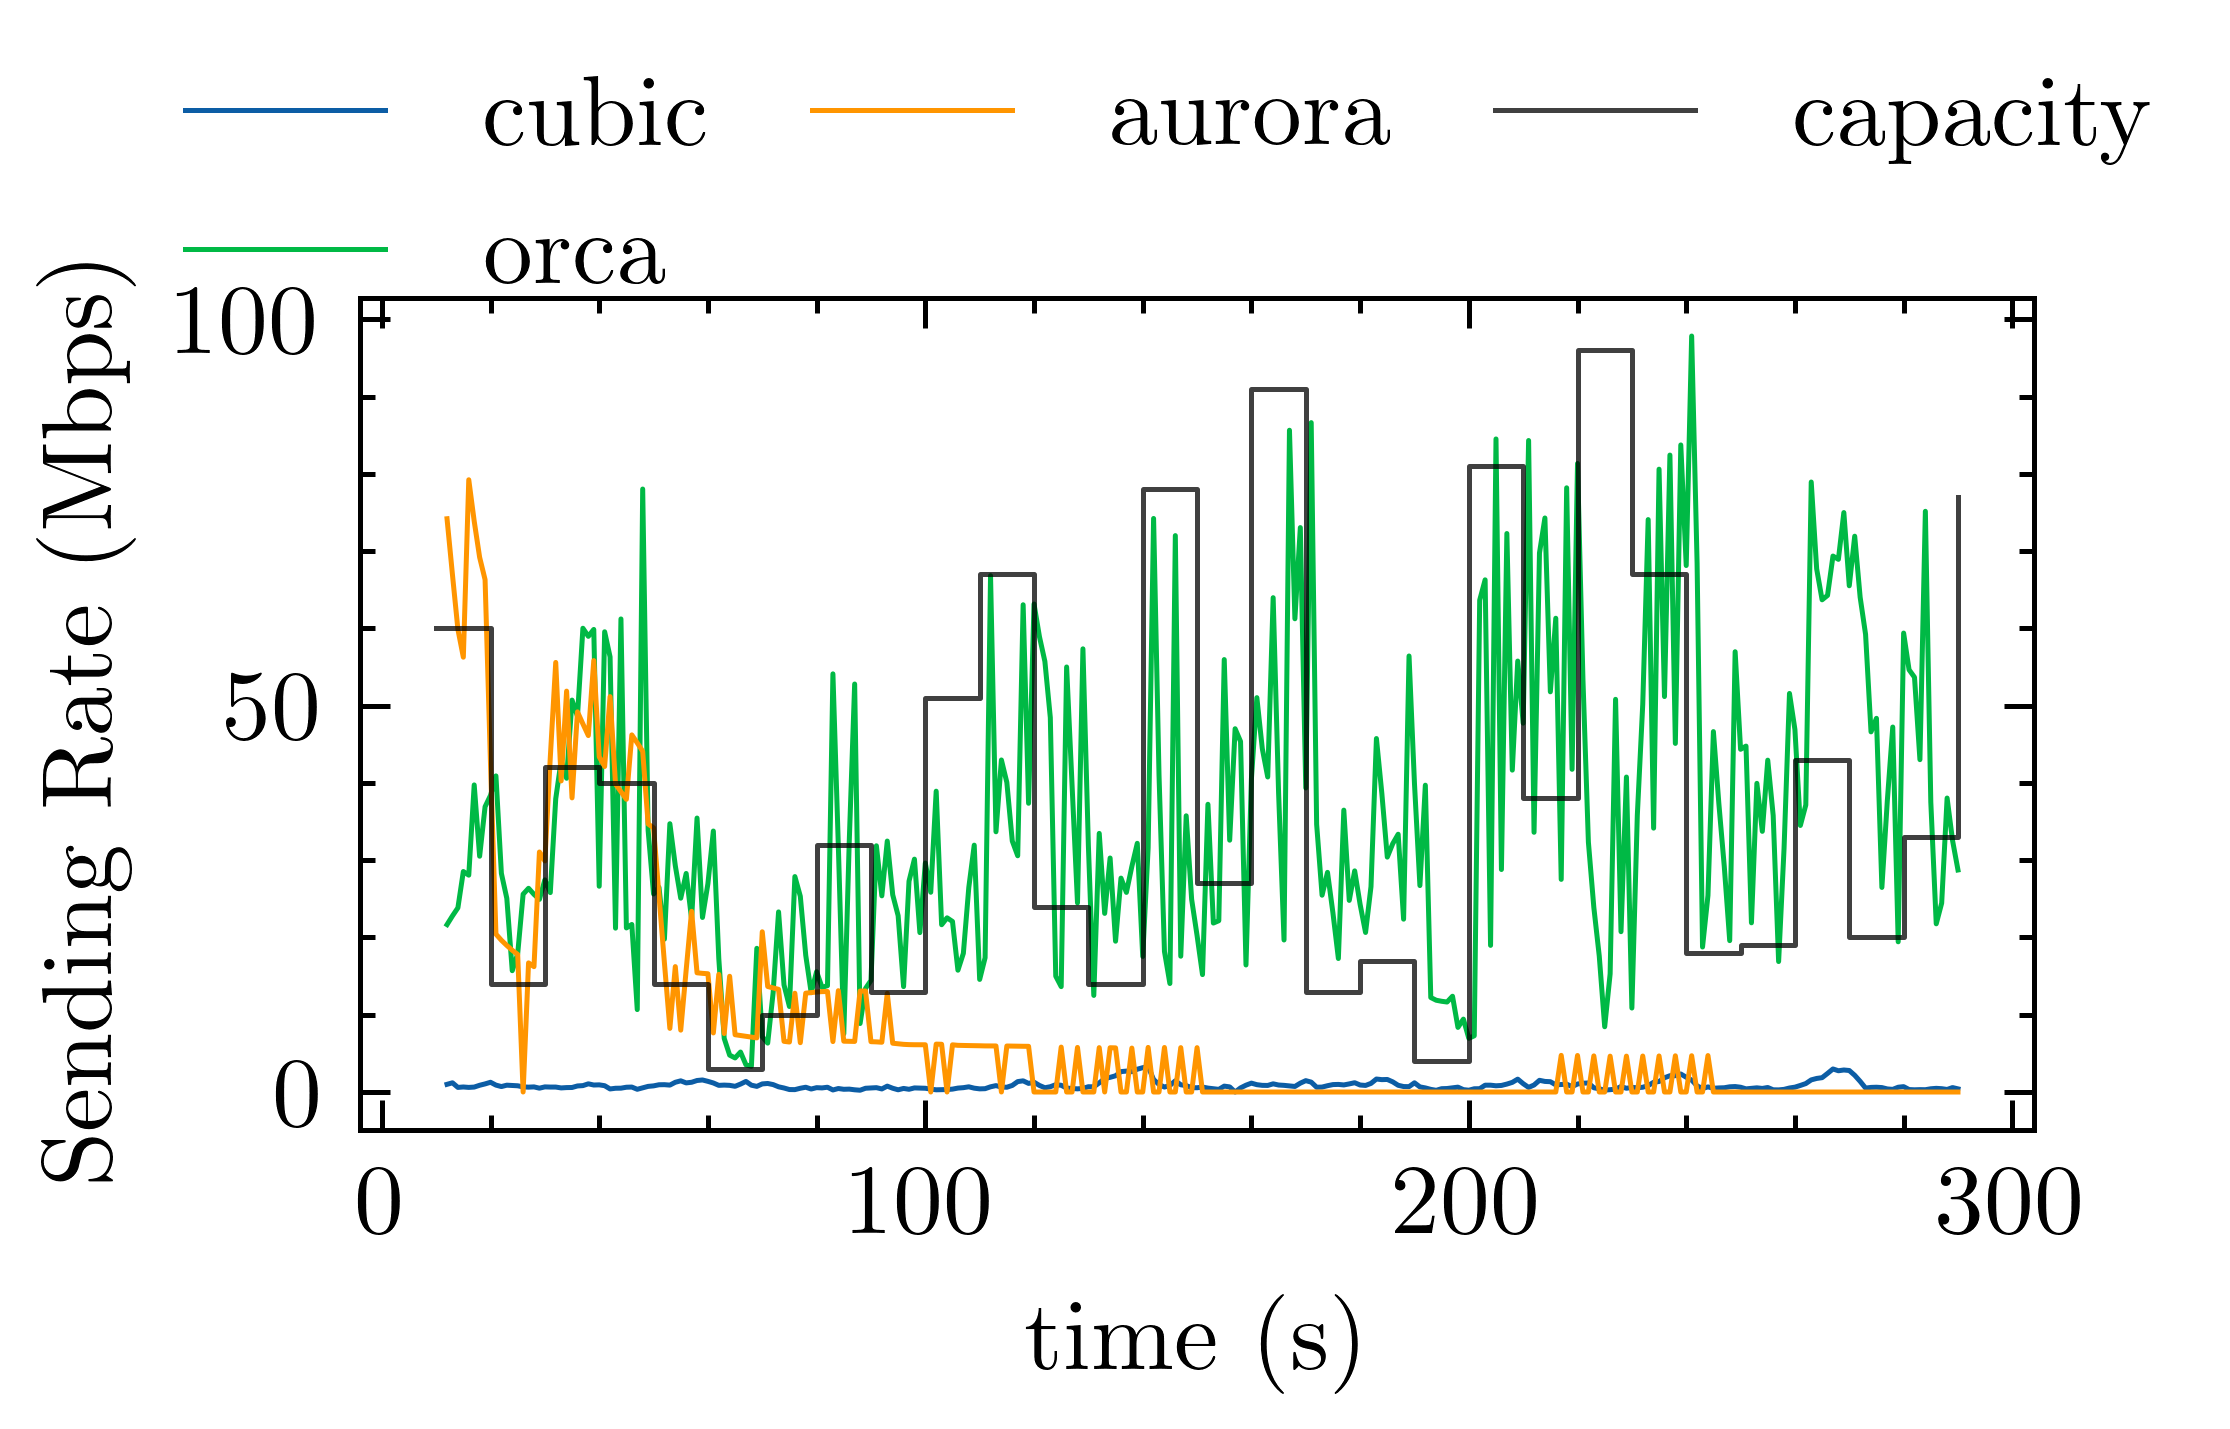 cubic aurora capacity
orca
Sending Rate (Mbps)
100
50
0
0 100 200 300
time (s)